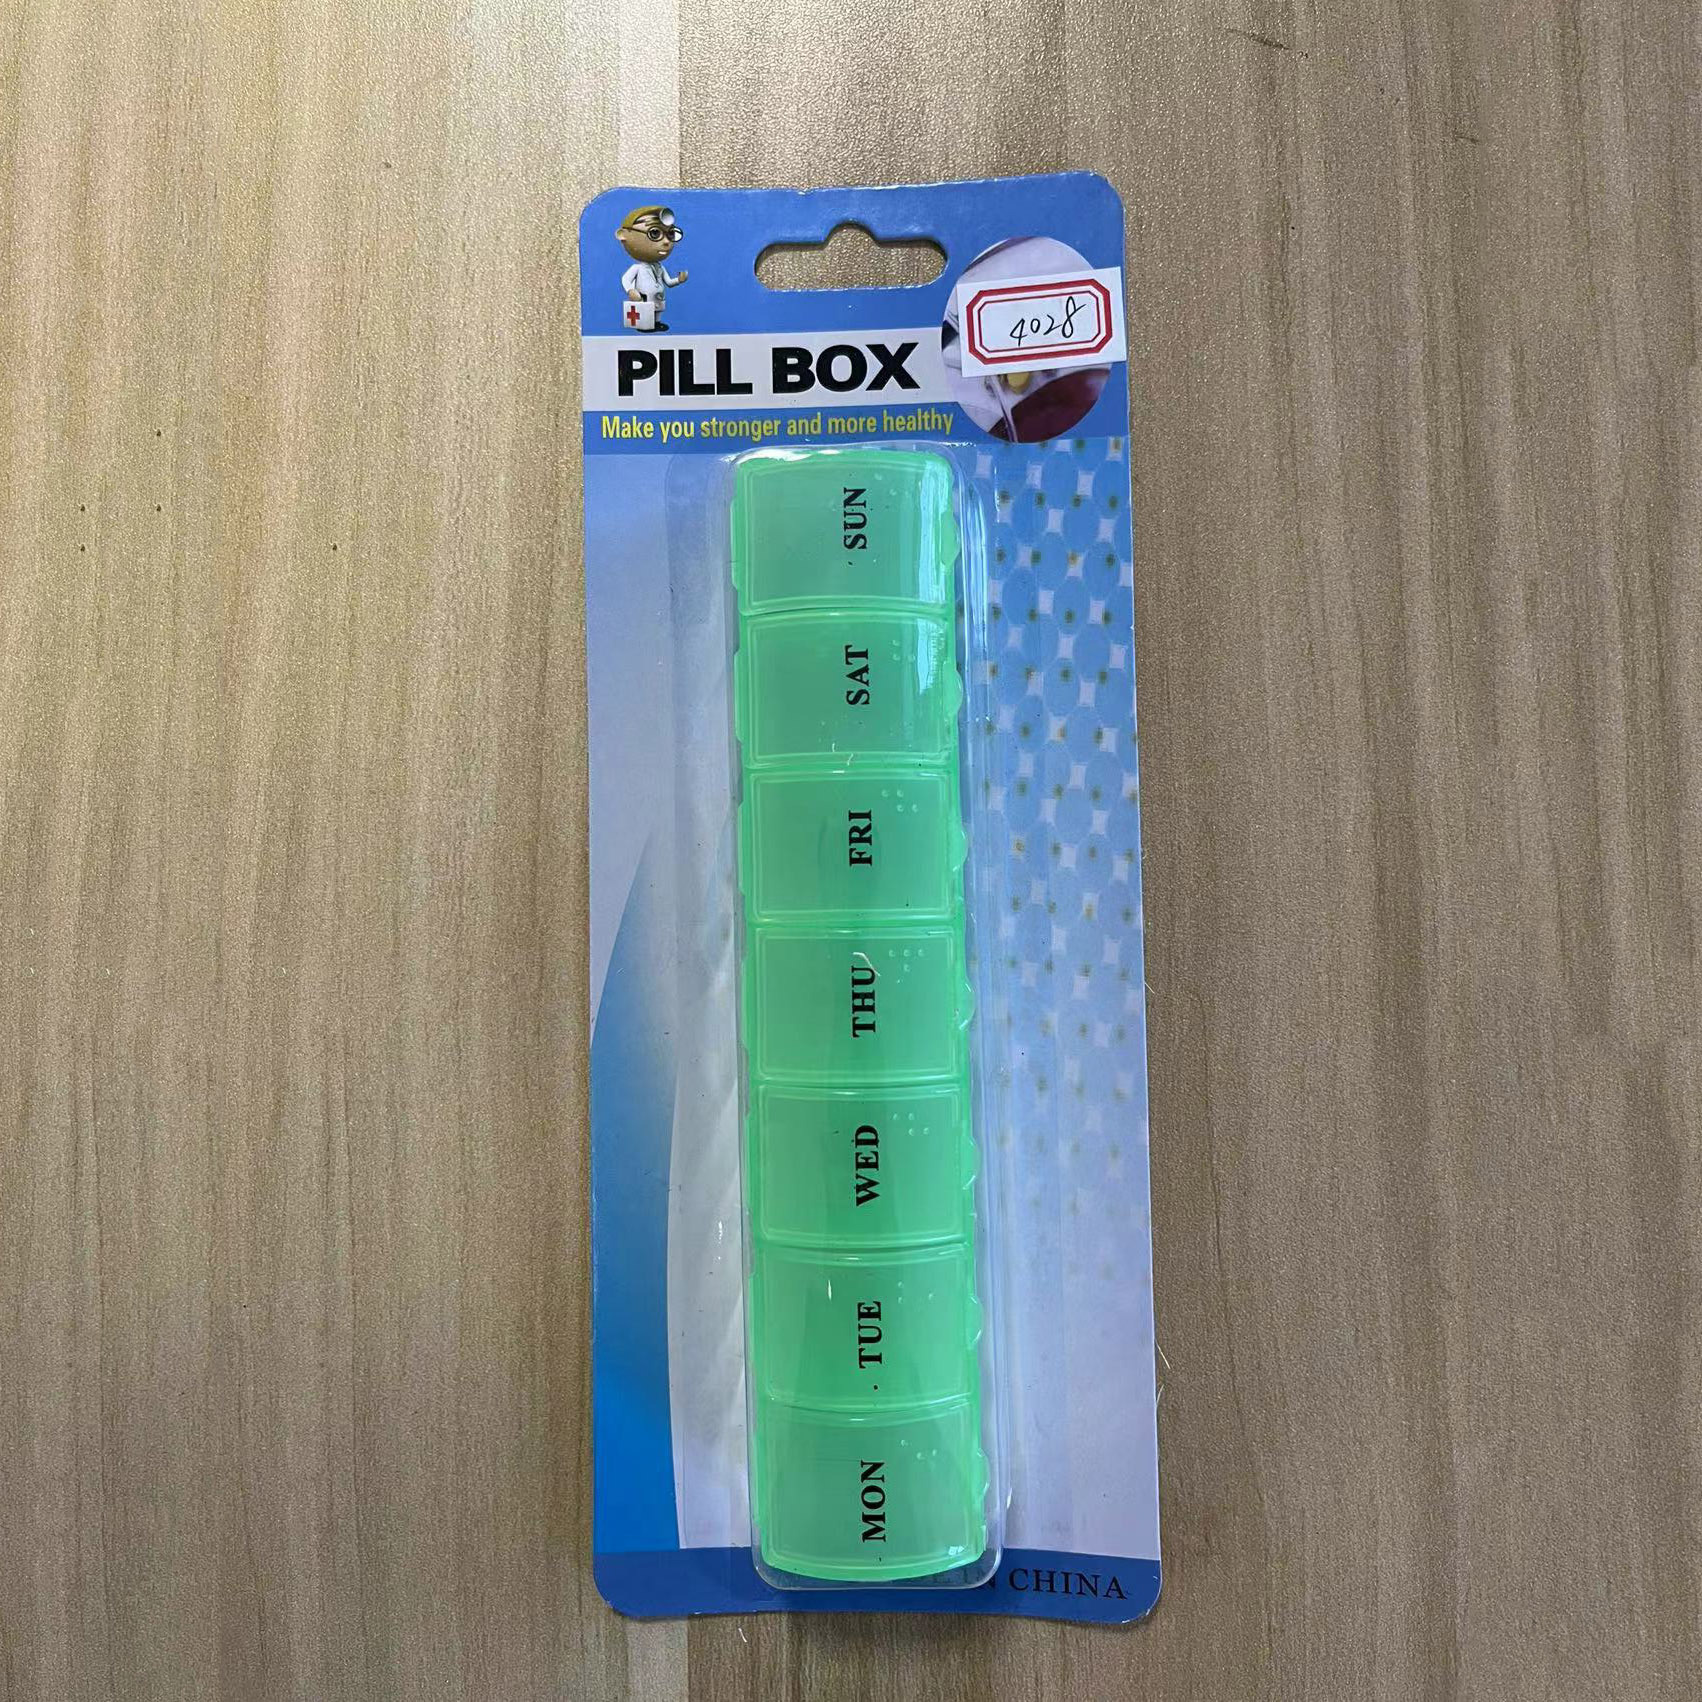 4028
PILL BOX
Make you stronger and more healthy
SUN
SAT
FRI
THU
WED
TUE
MON
CHINA